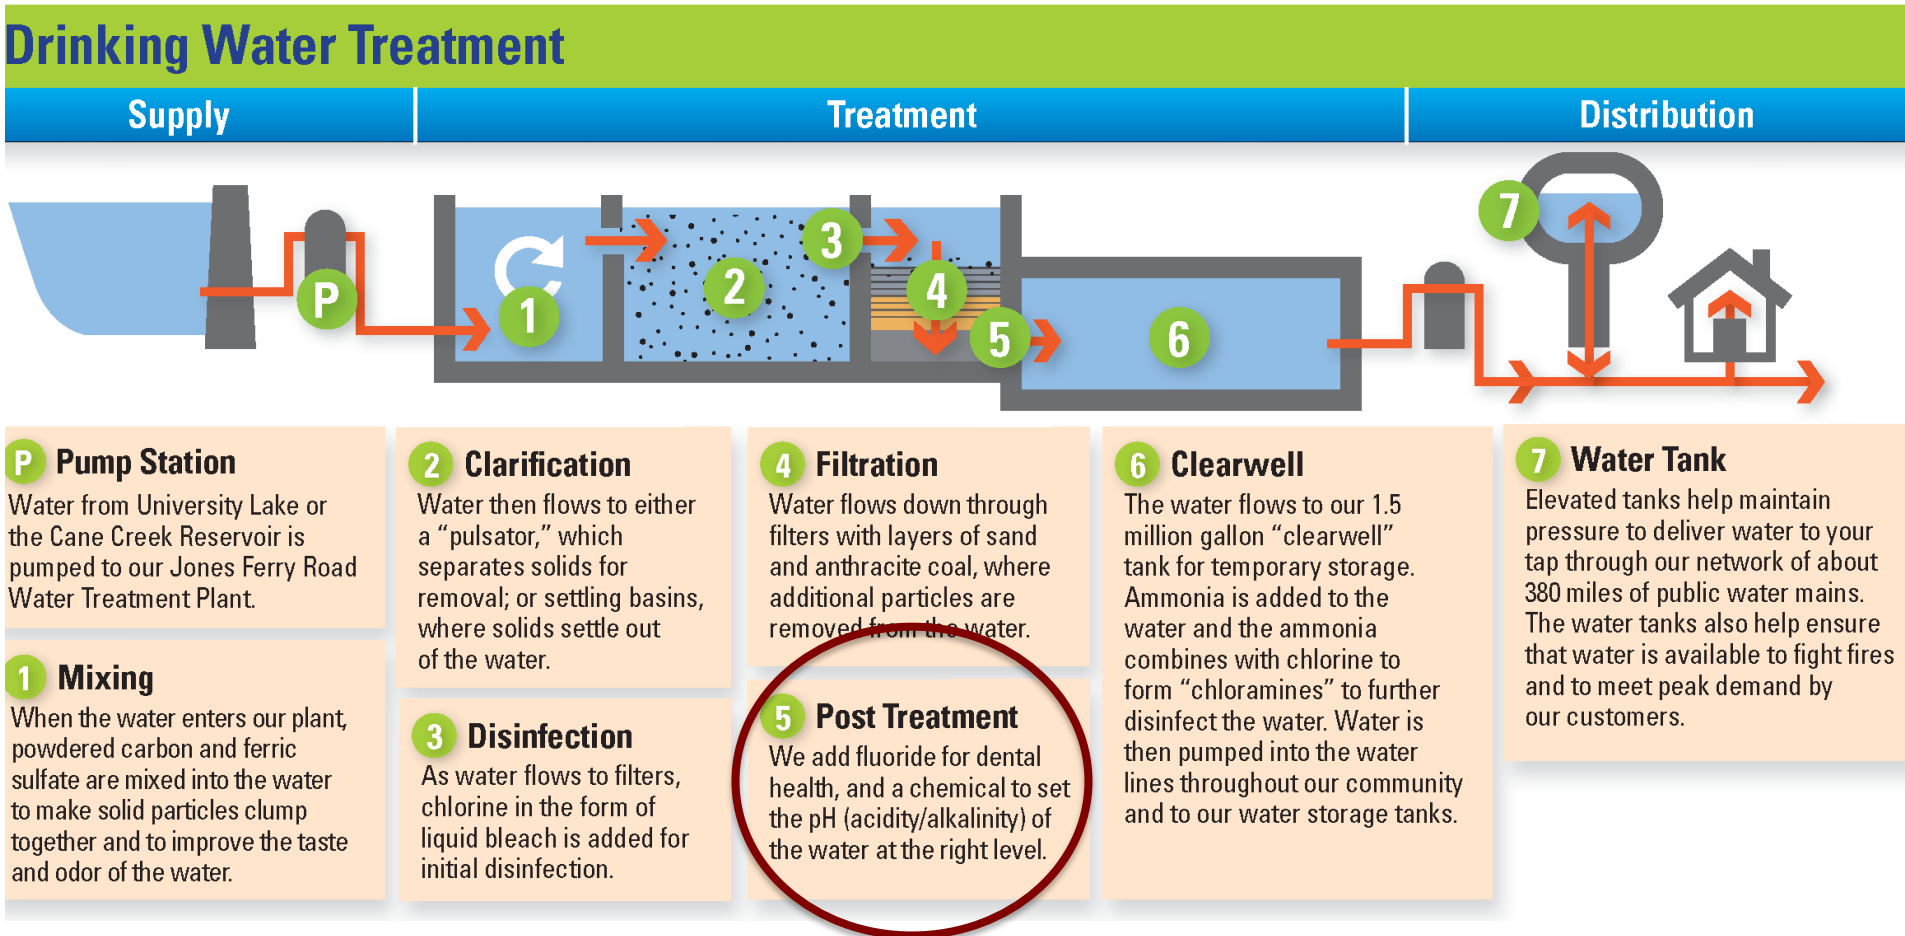 Drinking Water Treatment
Supply
Treatment
Distribution
P
1
2
3
4
5
6
7
P Pump Station
Water from University Lake or
the Cane Creek Reservoir is
pumped to our Jones Ferry Road
Water Treatment Plant.
1 Mixing
When the water enters our plant,
powdered carbon and ferric
sulfate are mixed into the water
to make solid particles clump
together and to improve the taste
and odor of the water.
2 Clarification
Water then flows to either
a “pulsator,” which
separates solids for
removal; or settling basins,
where solids settle out
of the water.
3 Disinfection
As water flows to filters,
chlorine in the form of
liquid bleach is added for
initial disinfection.
4 Filtration
Water flows down through
filters with layers of sand
and anthracite coal, where
additional particles are
removed from the water.
5 Post Treatment
We add fluoride for dental
health, and a chemical to set
the pH (acidity/alkalinity) of
the water at the right level.
6 Clearwell
The water flows to our 1.5
million gallon “clearwell”
tank for temporary storage.
Ammonia is added to the
water and the ammonia
combines with chlorine to
form “chloramines” to further
disinfect the water. Water is
then pumped into the water
lines throughout our community
and to our water storage tanks.
7 Water Tank
Elevated tanks help maintain
pressure to deliver water to your
tap through our network of about
380 miles of public water mains.
The water tanks also help ensure
that water is available to fight fires
and to meet peak demand by
our customers.